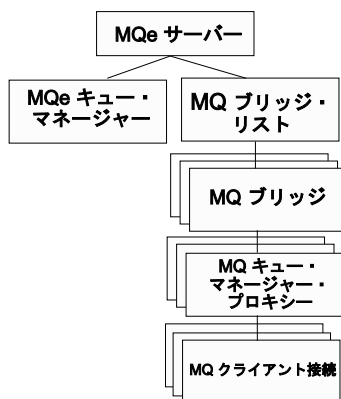 MQe サーバー
MQe キュー・
マネージャー
MQ ブリッジ・
リスト
MQ ブリッジ
MQ キュー・
マネージャー・
プロキシー
MQ クライアント接続